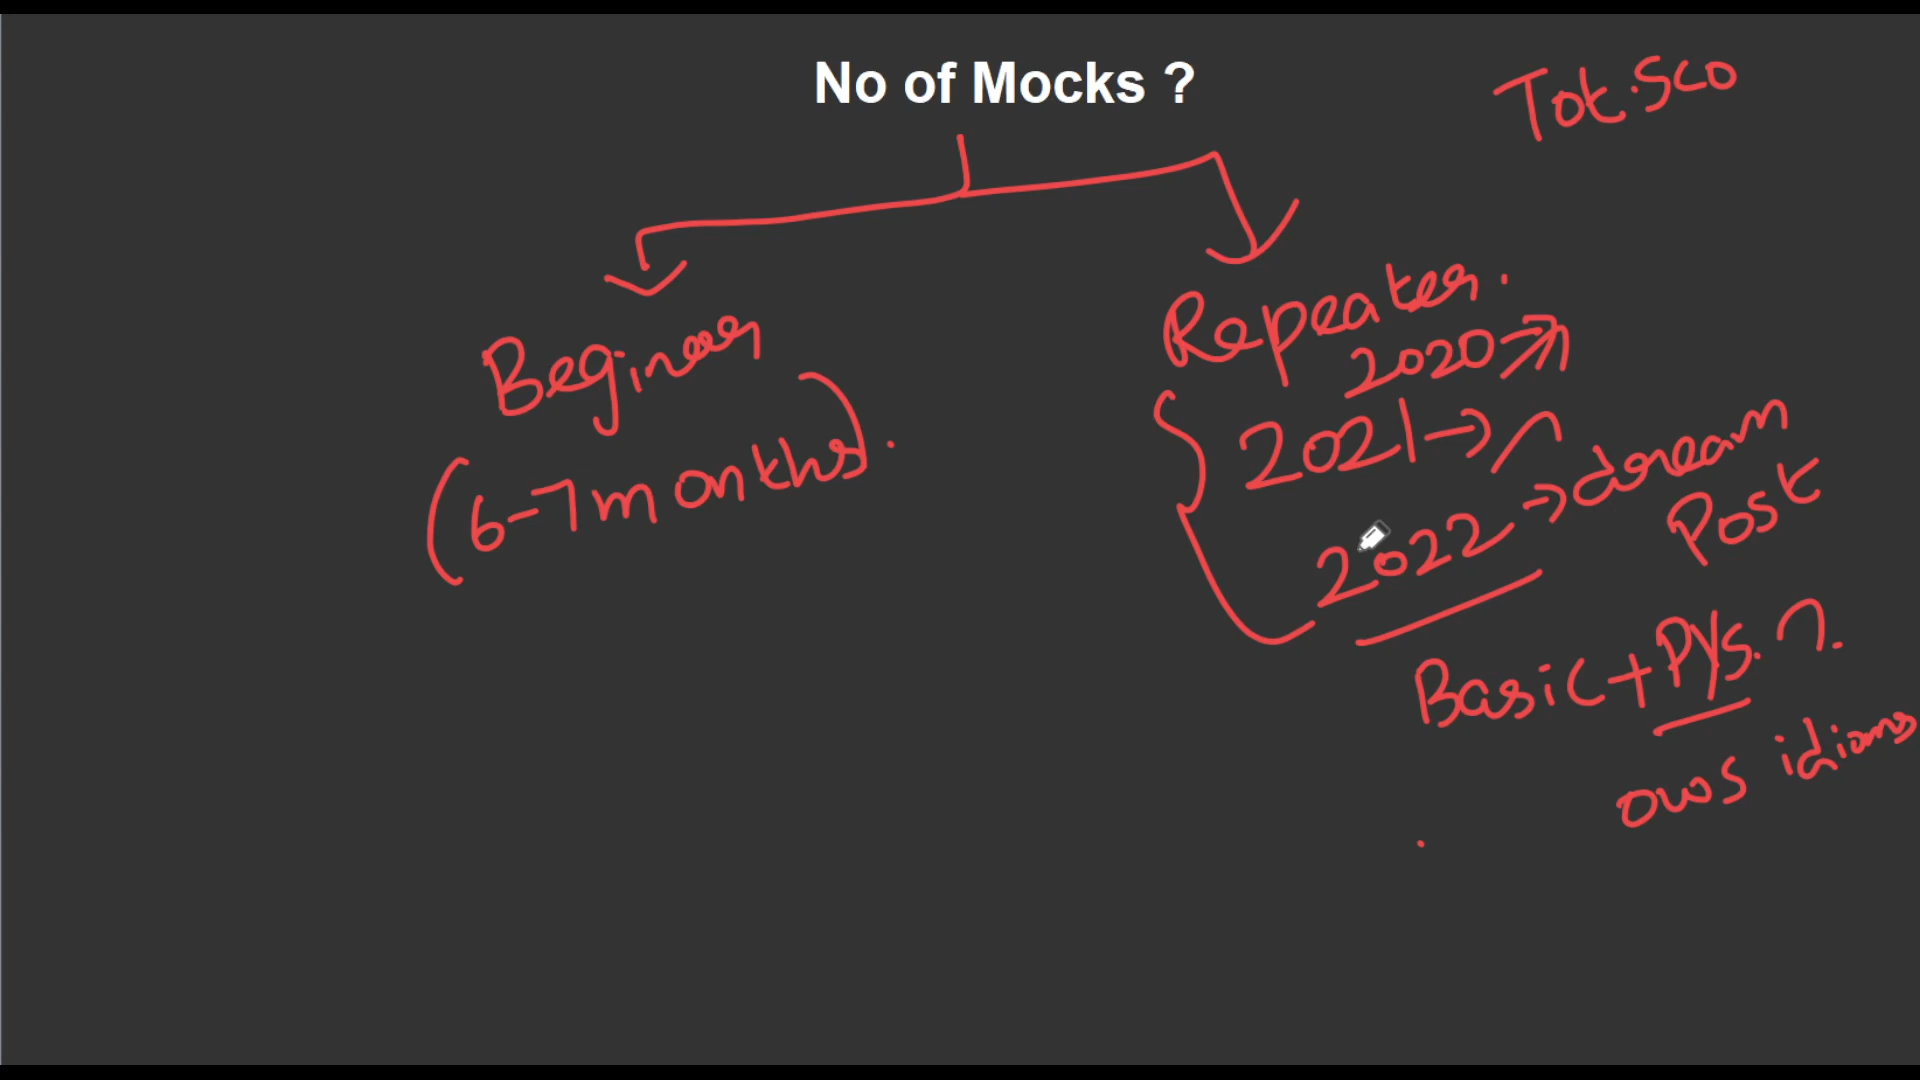 No of Mocks ?
Tot.Sco
Beginner
(6-7months).
Repeater.
2020→
2021→
2022→dream
Post
Basic+PYS.?
ows idioms